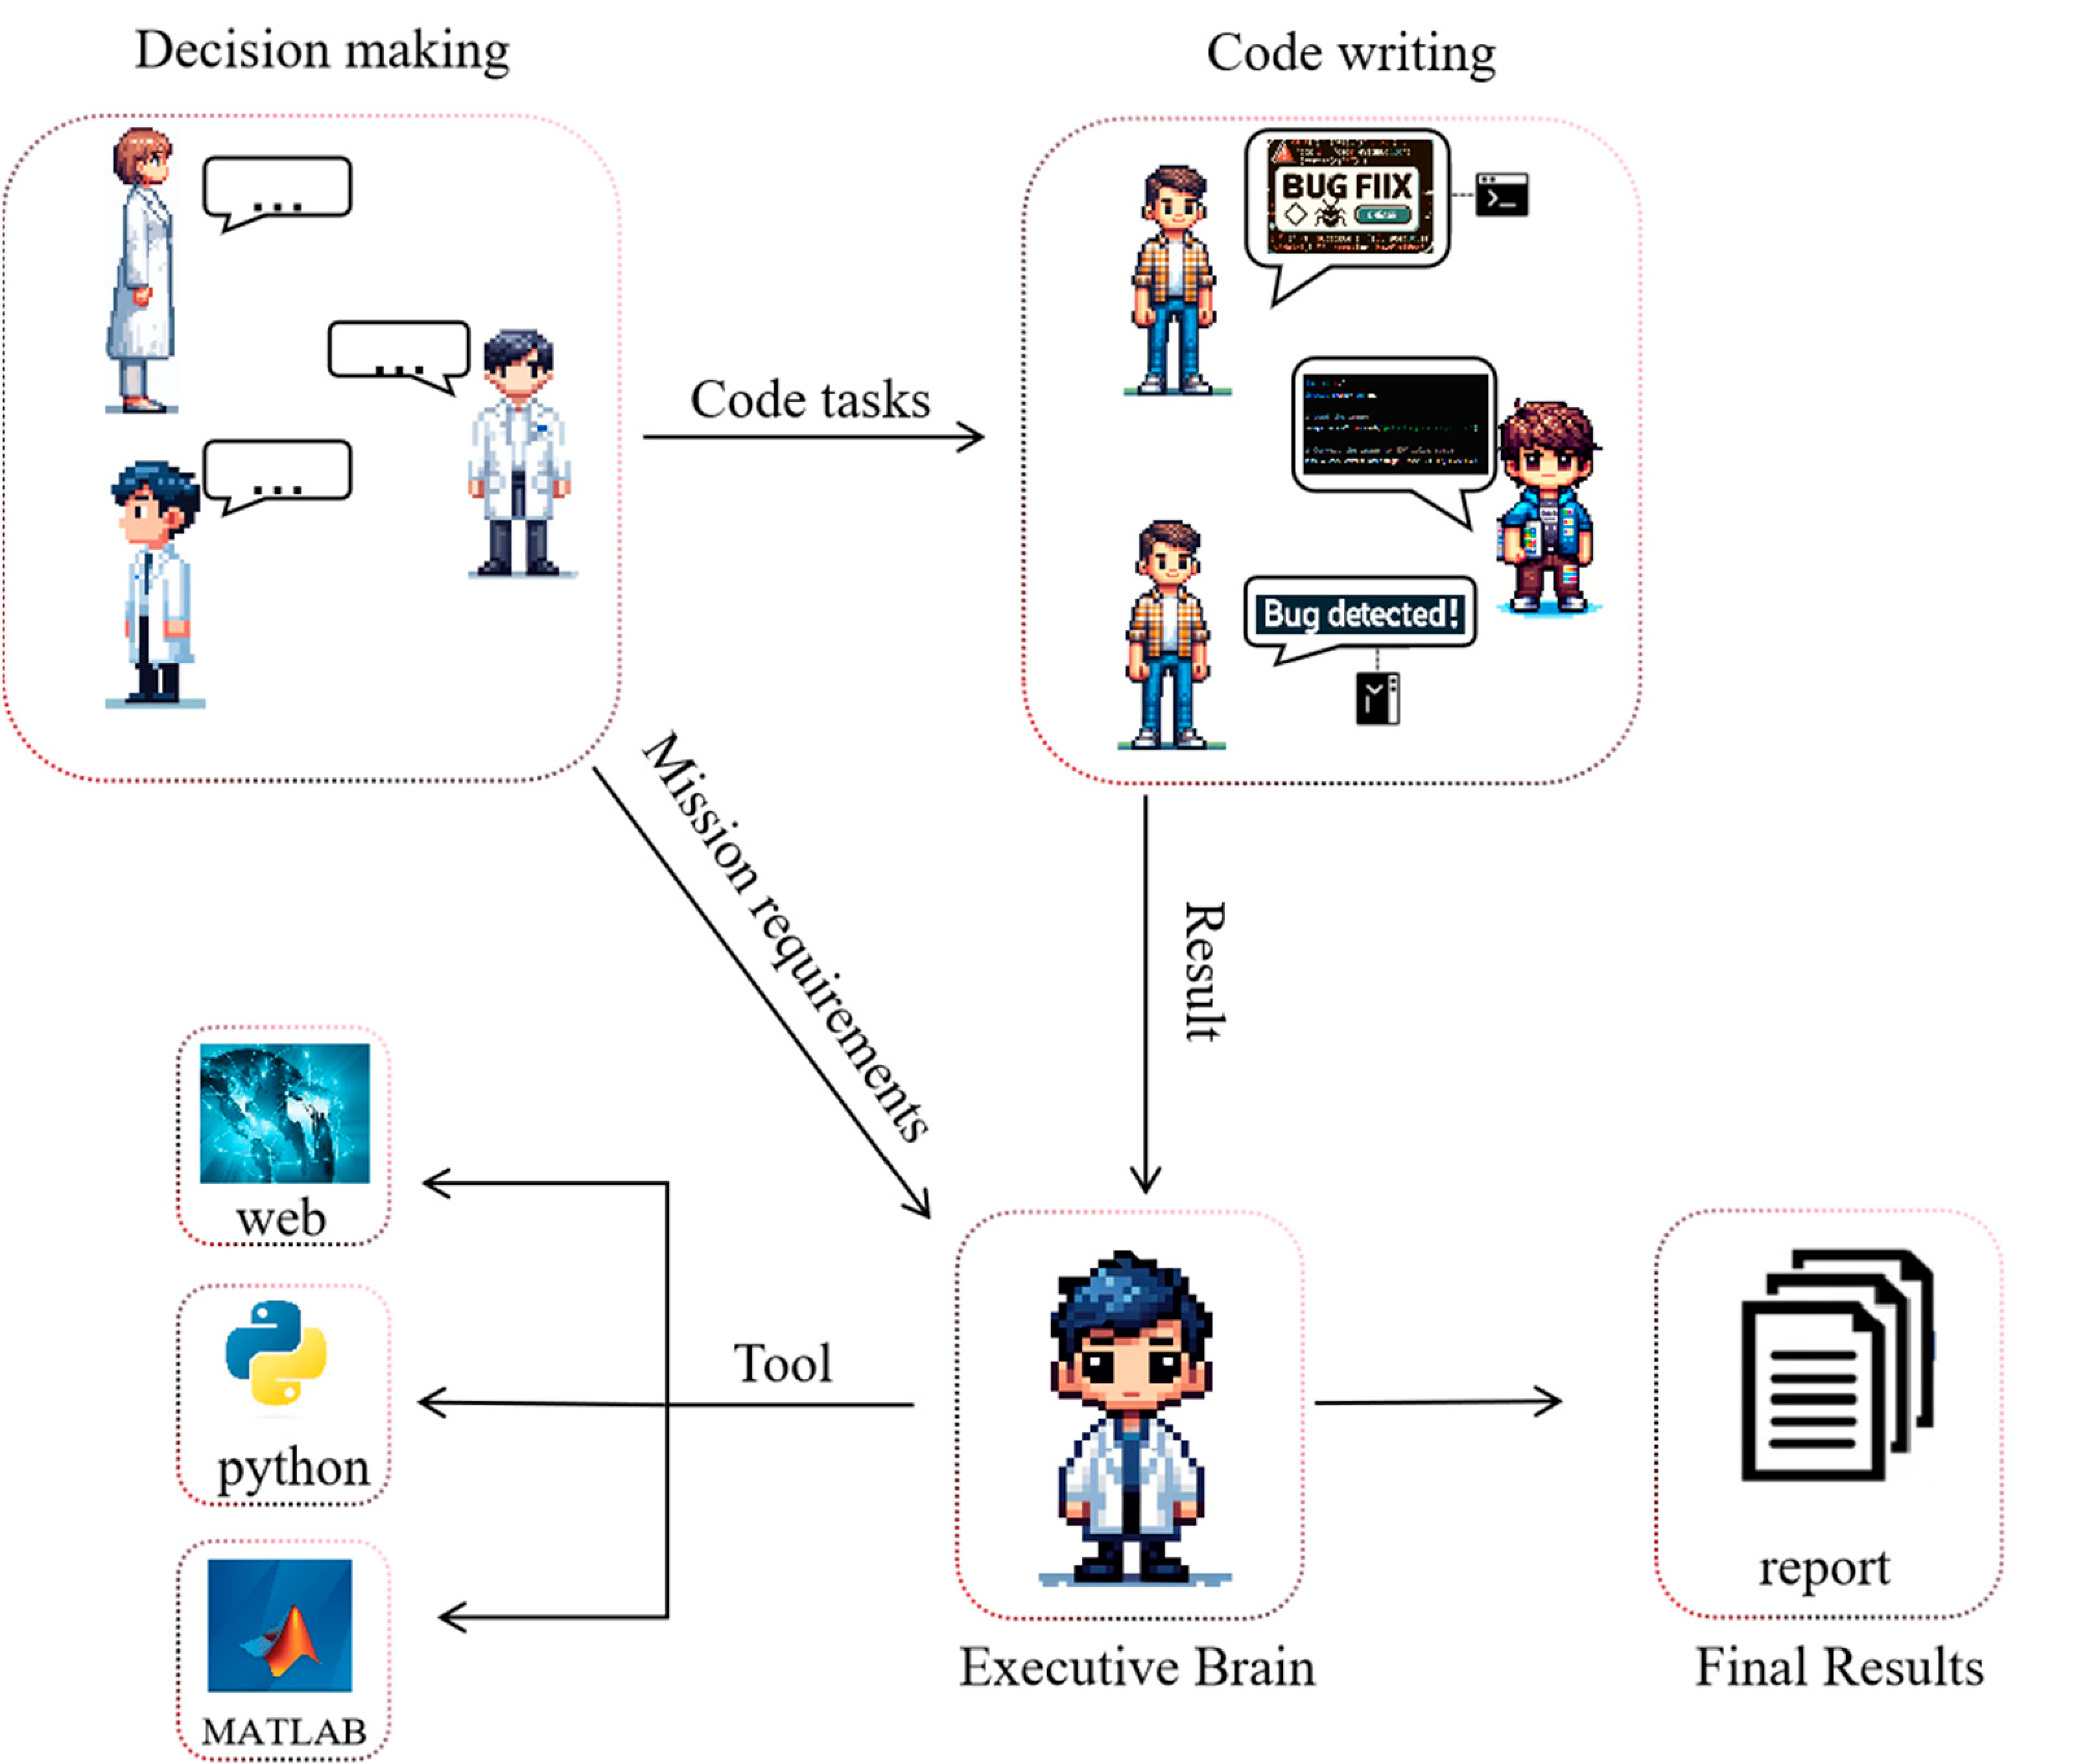 Decision making
Code writing
BUG FIIX
Code tasks
Bug detected!
Mission requirements
Result
web
python
MATLAB
Tool
Executive Brain
report
Final Results